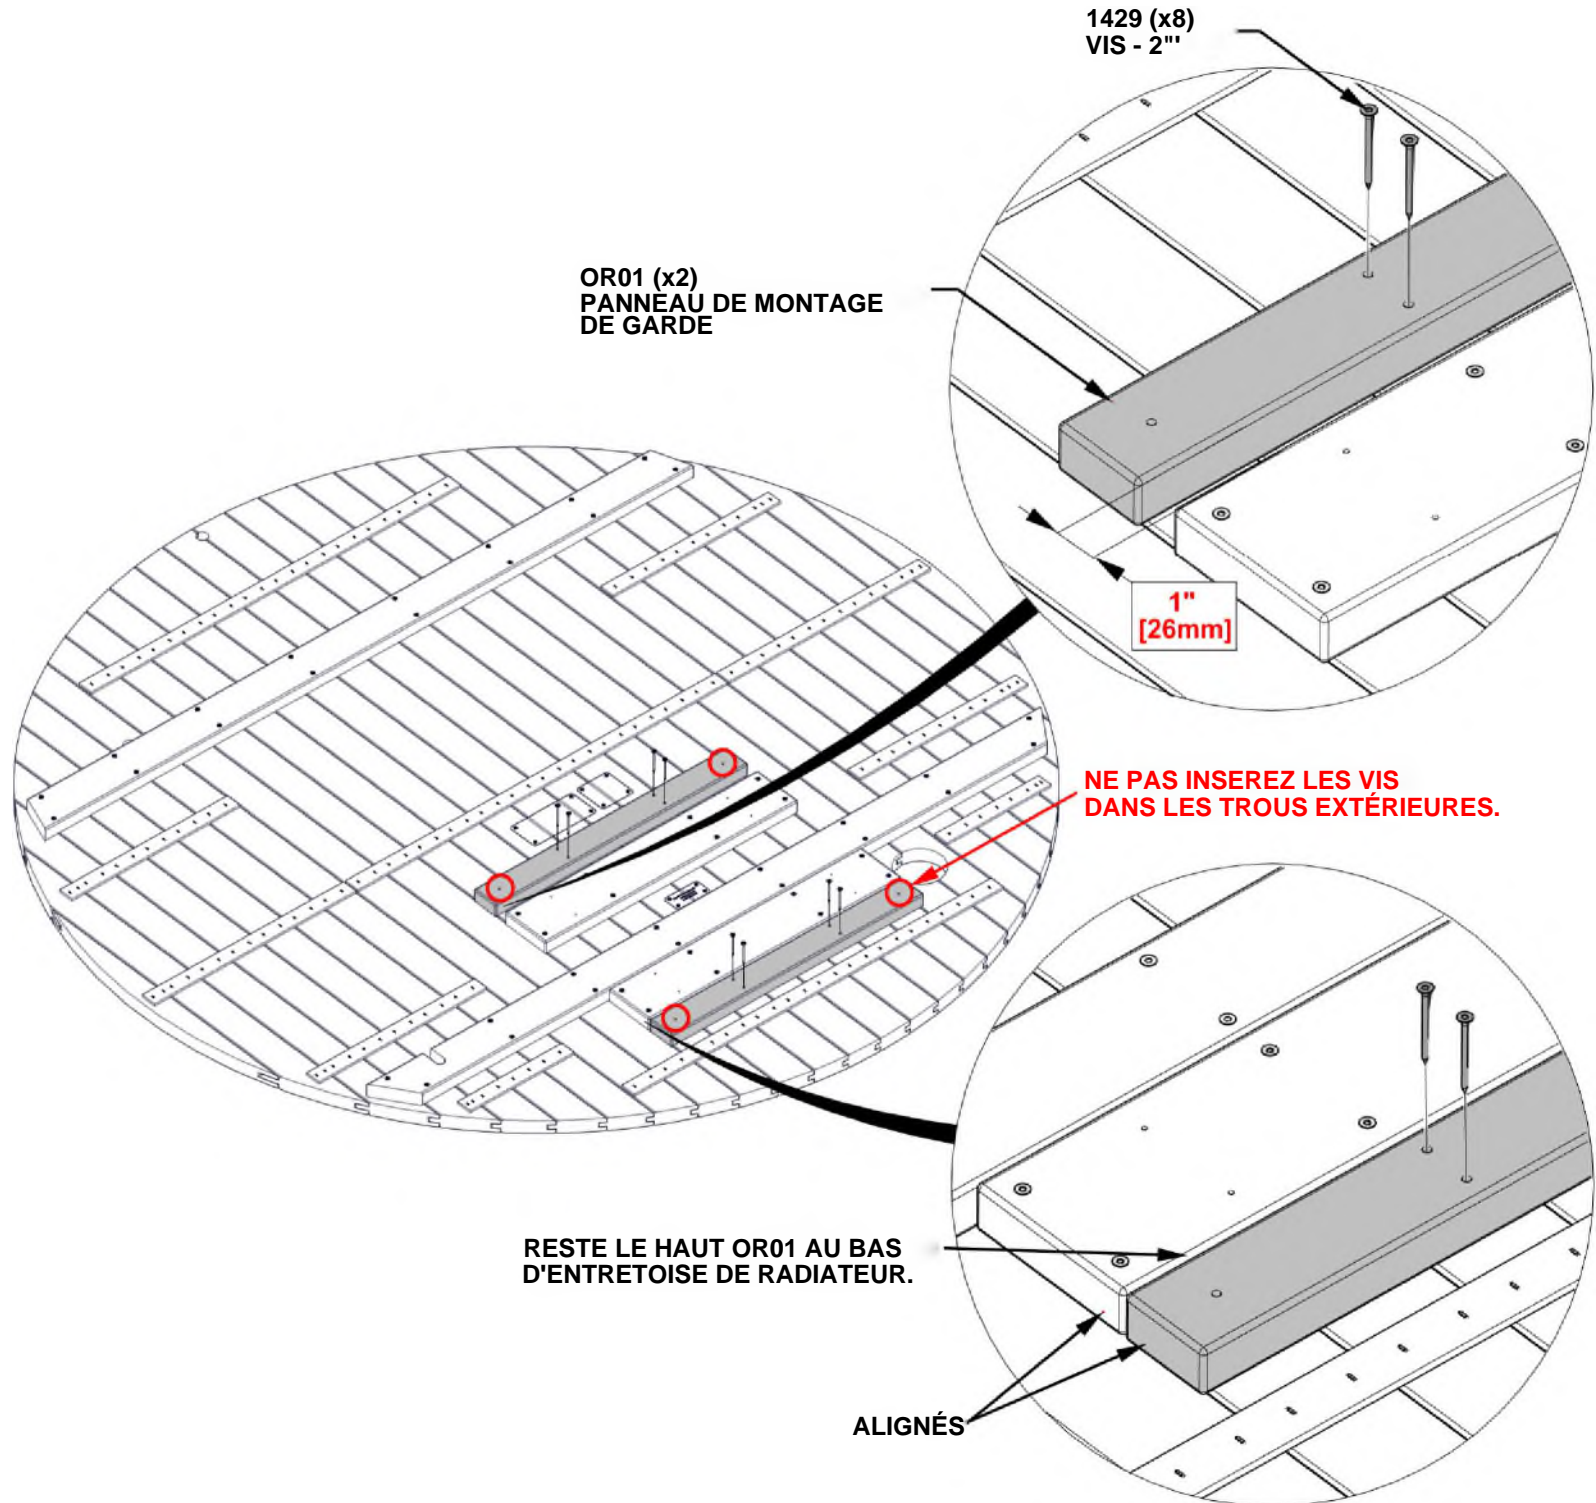 1429 (x8)
VIS - 2"'
OR01 (x2)
PANNEAU DE MONTAGE
DE GARDE
1"
[26mm]
NE PAS INSEREZ LES VIS
DANS LES TROUS EXTÉRIEURES.
RESTE LE HAUT OR01 AU BAS
D'ENTRETOISE DE RADIATEUR.
ALIGNÉS